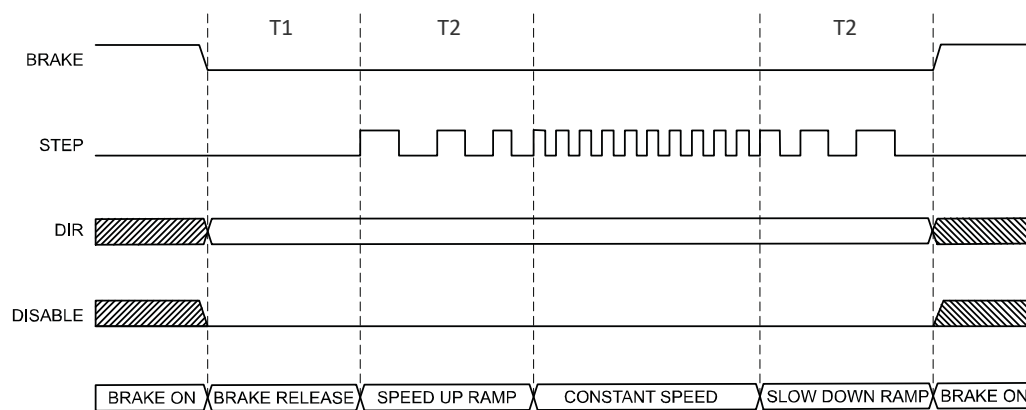 T1 T2 T2
BRAKE
STEP
DIR
DISABLE
BRAKE ON BRAKE RELEASE SPEED UP RAMP CONSTANT SPEED SLOW DOWN RAMP BRAKE ON